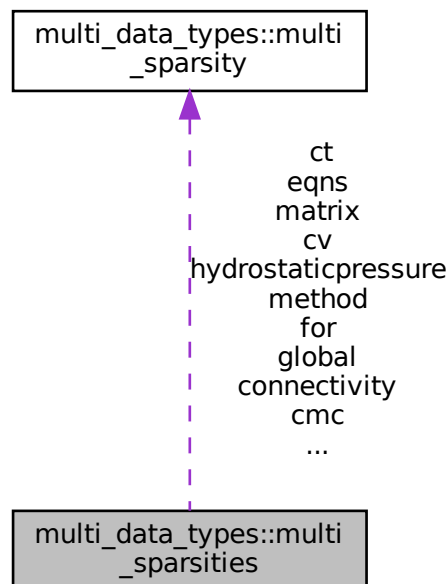 multi_data_types::multi
_sparsity
ct
eqns
matrix
cv
hydrostaticpressure
method
for
global
connectivity
cmc
...
multi_data_types::multi
_sparsities